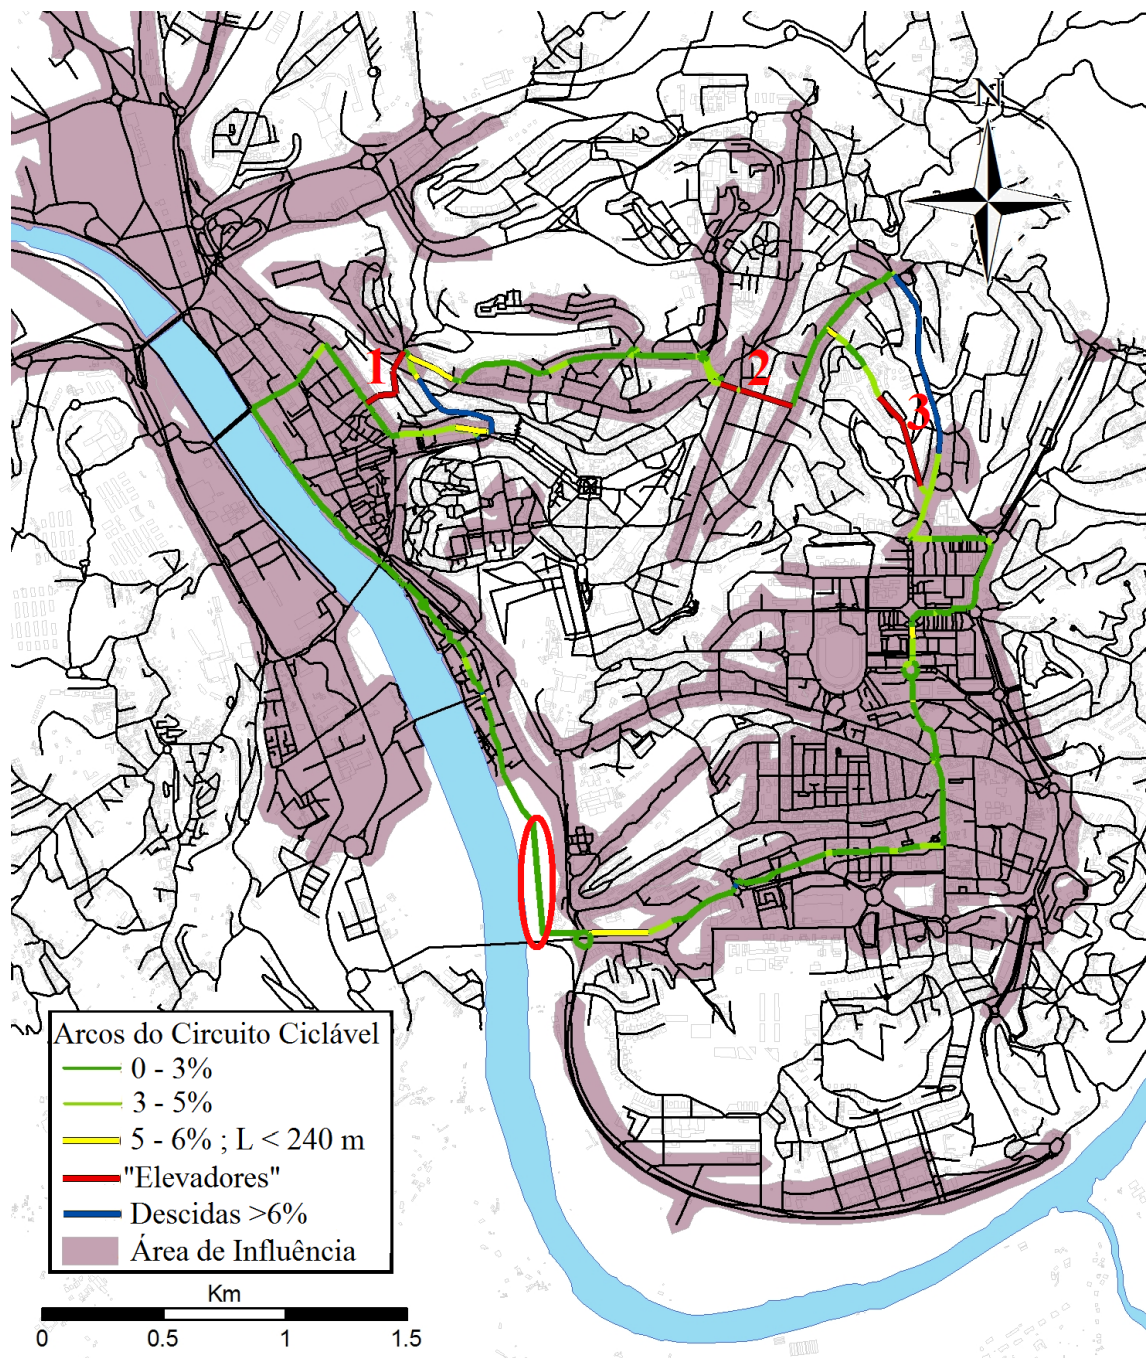 N
1
2
3
Arcos do Circuito Ciclável
0 - 3%
3 - 5%
5 - 6% ; L < 240 m
"Elevadores"
Descidas >6%
Área de Influência
Km
0 0.5 1 1.5